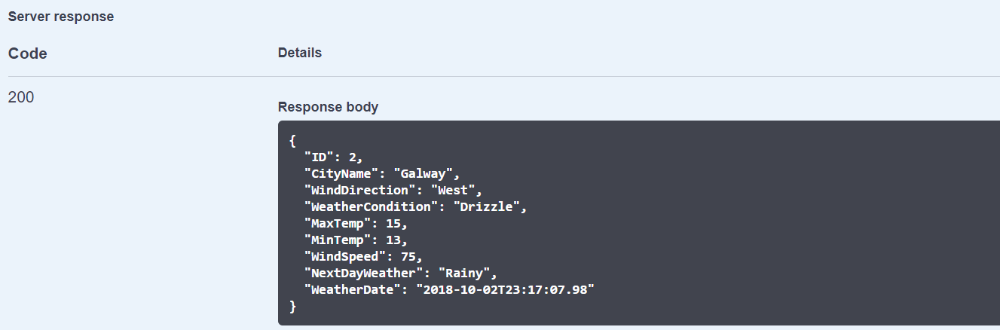 Server response
Code Details
200
Response body
{
  "ID": 2,
  "CityName": "Galway",
  "WindDirection": "West",
  "WeatherCondition": "Drizzle",
  "MaxTemp": 15,
  "MinTemp": 13,
  "WindSpeed": 75,
  "NextDayWeather": "Rainy",
  "WeatherDate": "2018-10-02T23:17:07.98"
}